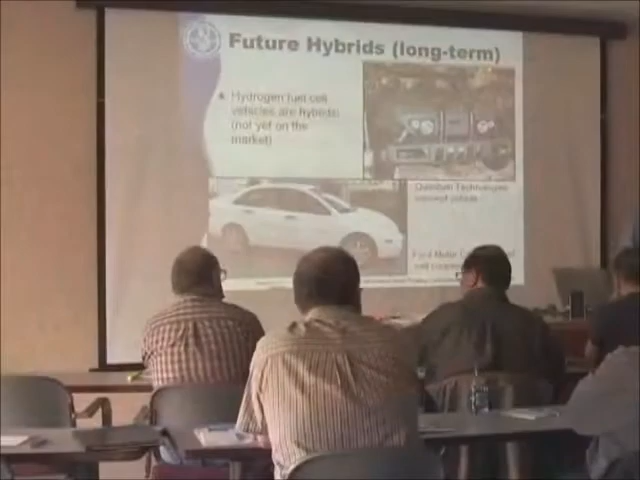 Future Hybrids (long-term)
Hydrogen fuel cell
vehicles are hybrids
(not yet on the
market)
Quantum Technologies
concept vehicle
Ford Motor